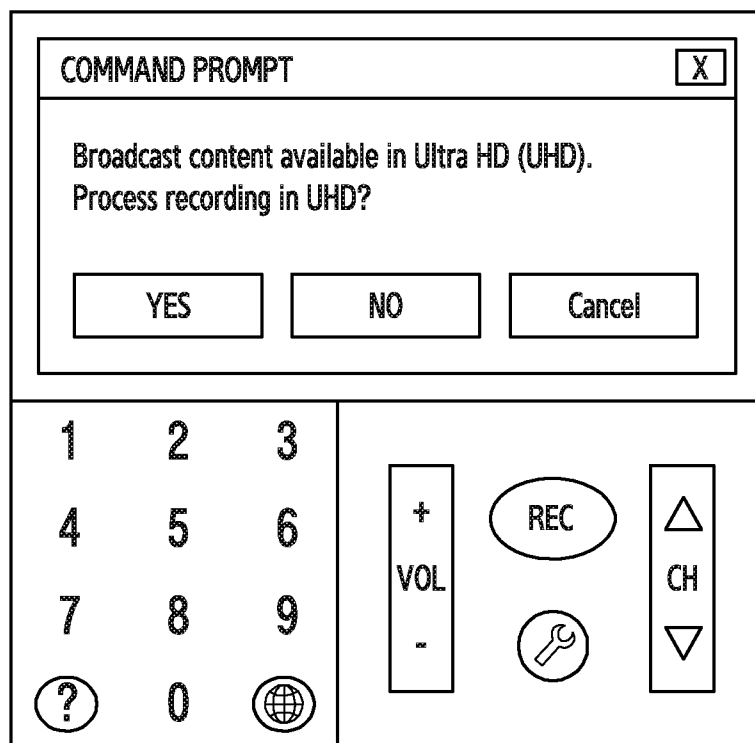 COMMAND PROMPT X
Broadcast content available in Ultra HD (UHD).
Process recording in UHD?
YES NO Cancel
1 2 3
4 5 6
7 8 9
? 0
+
VOL
-
REC
CH